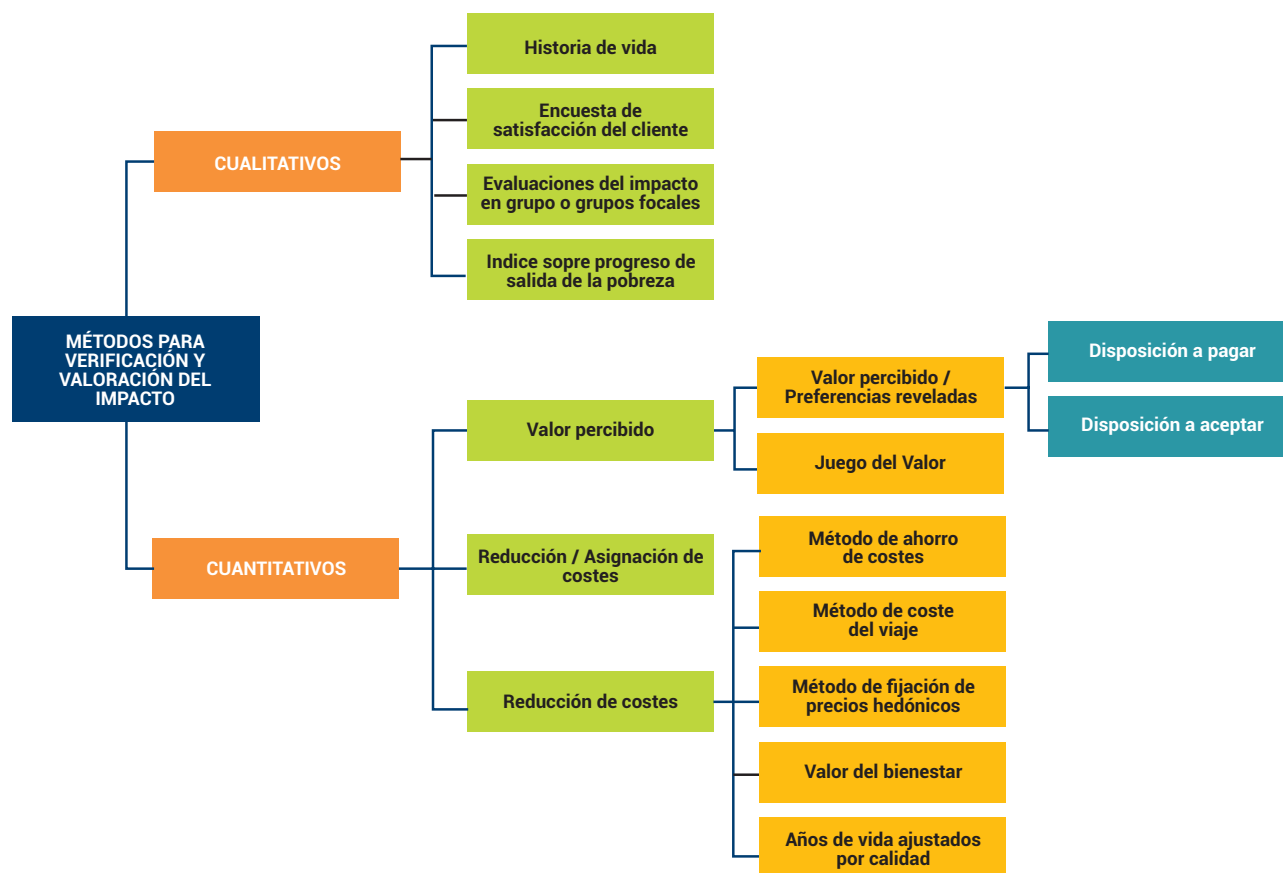 Historia de vida
Encuesta de
satisfacción del cliente
CUALITATIVOS
Evaluaciones del impacto
en grupo o grupos focales
Indice sopre progreso de
salida de la pobreza
MÉTODOS PARA
VERIFICACIÓN Y
VALORACIÓN DEL
IMPACTO
Disposición a pagar
Valor percibido /
Preferencias reveladas
Disposición a aceptar
Valor percibido
Juego del Valor
CUANTITATIVOS
Reducción / Asignación de
costes
Método de ahorro
de costes
Método de coste
del viaje
Reducción de costes
Método de fijación de
precios hedónicos
Valor del bienestar
Años de vida ajustados
por calidad